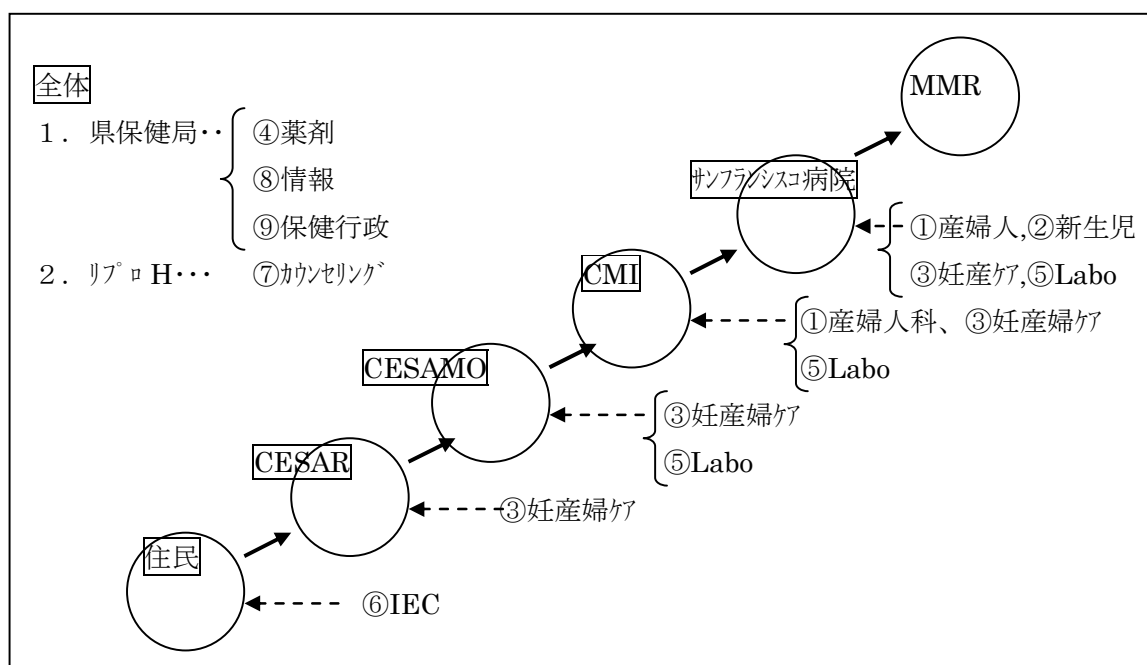 MMR
全体
１．県保健局･･ ④薬剤
サンフランシスコ病院
⑧情報
⑨保健行政
①産婦人,②新生児
２．ﾘﾌﾟﾛ H･･･ ⑦ｶｳﾝｾﾘﾝｸﾞ
CMI
③妊産ｹｱ,⑤Labo
①産婦人科、③妊産婦ｹｱ
CESAMO
⑤Labo
③妊産婦ｹｱ
CESAR
⑤Labo
③妊産婦ｹｱ
住民
⑥IEC